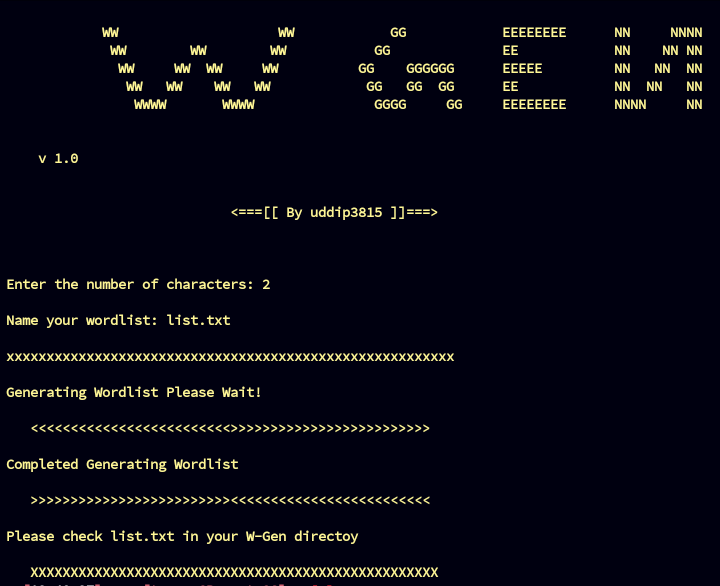 WW WW GG EEEEEEEE NN NNNN
WW WW WW GG EE NN NN NN
WW WW WW WW GG GGGGGG EEEEE NN NN NN
WW WW WW WW GG GG GG EE NN NN NN
WWWW WWWW GGGG GG EEEEEEEE NNNN NN
v 1.0
<===[[ By uddip3815 ]]===>
Enter the number of characters: 2
Name your wordlist: list.txt
xxxxxxxxxxxxxxxxxxxxxxxxxxxxxxxxxxxxxxxxxxxxxxxxxxxxxxxx
Generating Wordlist Please Wait!
<<<<<<<<<<<<<<<<<<<<<<<<<>>>>>>>>>>>>>>>>>>>>>>>>>
Completed Generating Wordlist
>>>>>>>>>>>>>>>>>>>>>>>>><<<<<<<<<<<<<<<<<<<<<<<<<
Please check list.txt in your W-Gen directoy
XXXXXXXXXXXXXXXXXXXXXXXXXXXXXXXXXXXXXXXXXXXXXXXXXXX